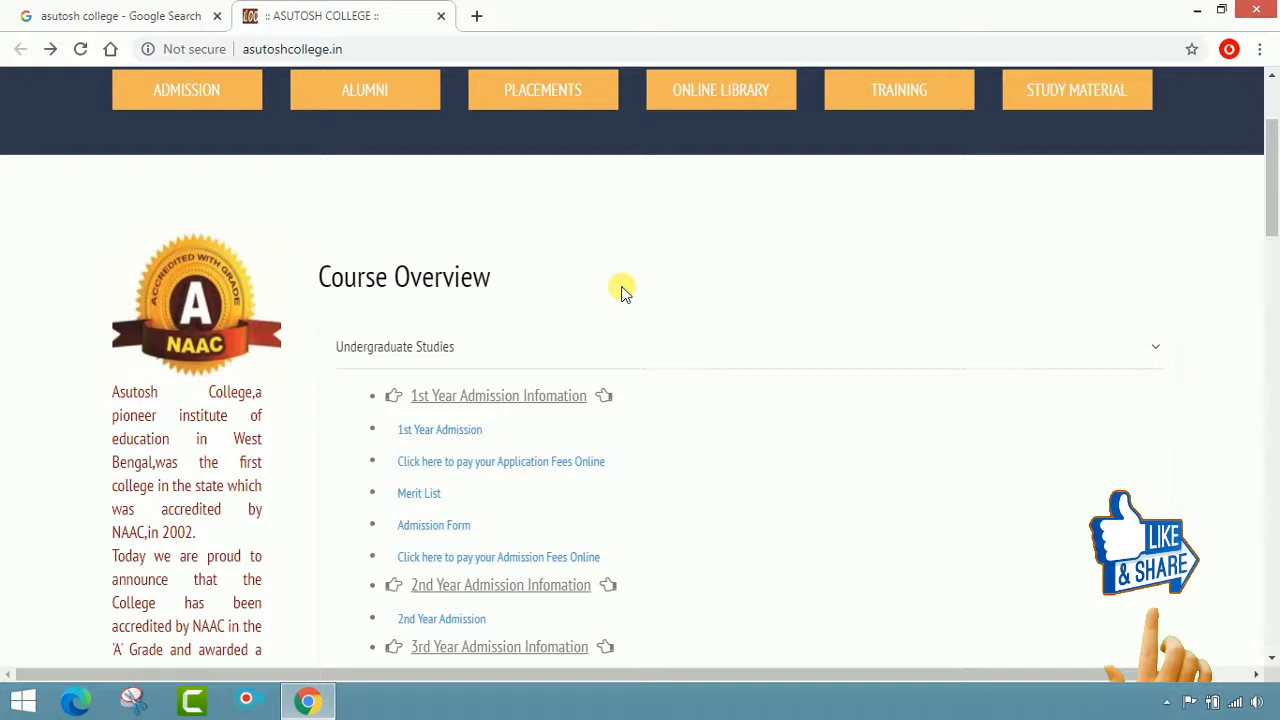 asutosh college - Google Search
:: ASUTOSH COLLEGE ::
Not secure
asutoshcollege.in
ADMISSION
ALUMNI
PLACEMENTS
ONLINE LIBRARY
TRAINING
STUDY MATERIAL
ACCREDITED WITH GRADE
A
NAAC
Asutosh College,a
pioneer institute of
education in West
Bengal,was the first
college in the state which
was accredited by
NAAC,in 2002.
Today we are proud to
announce that the
College has been
accredited by NAAC in the
'A' Grade and awarded a
Course Overview
Undergraduate Studies
1st Year Admission Infomation
1st Year Admission
Click here to pay your Application Fees Online
Merit List
Admission Form
Click here to pay your Admission Fees Online
2nd Year Admission Infomation
2nd Year Admission
3rd Year Admission Infomation
LIKE
& SHARE